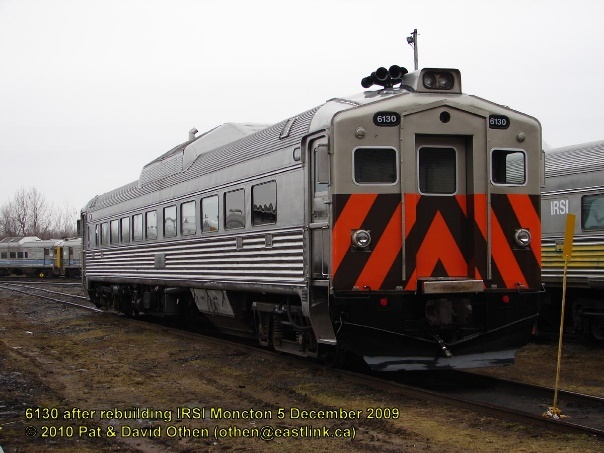 6130
6130
IRSI
6130 after rebuilding IRSI Moncton 5 December 2009
© 2010 Pat & David Othen (othen@eastlink.ca)